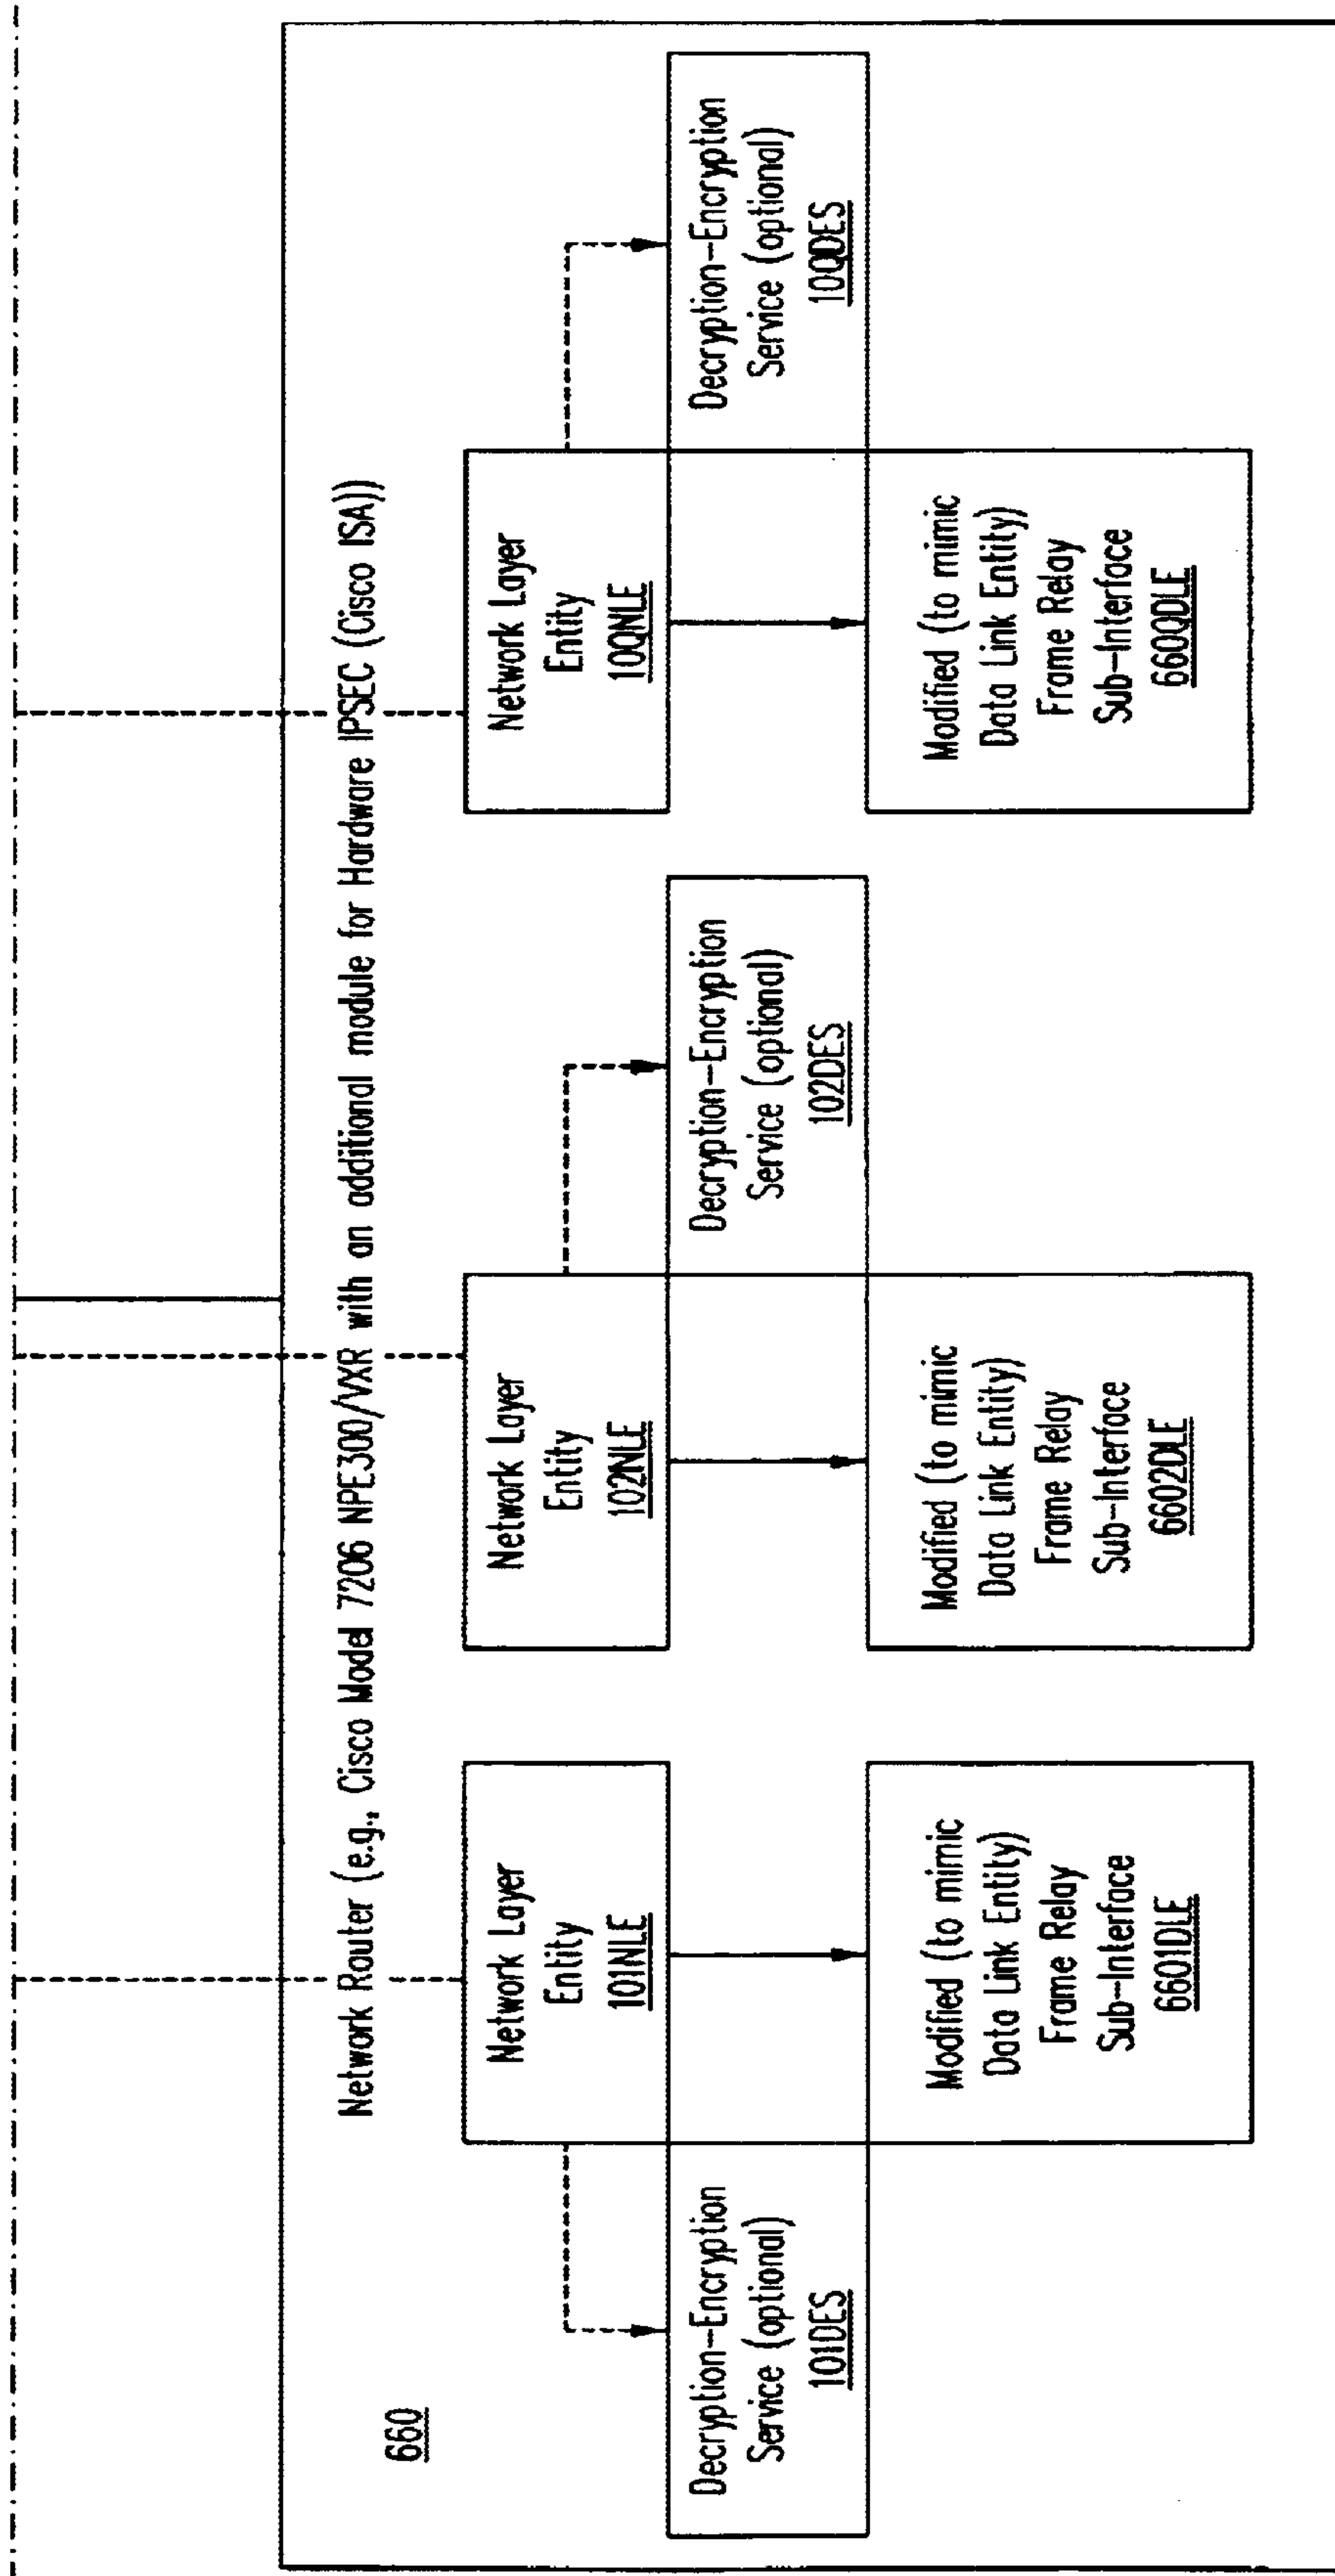 660
Network Router (e.g., Cisco Model 7206 NPE300/VXR with an additional module for Hardware IPSEC (Cisco ISA))
Network Layer
Entity
101NLE
Decryption-Encryption
Service (optional)
101DES
Modified (to mimic
Data Link Entity)
Frame Relay
Sub-Interface
6601DLE
Network Layer
Entity
102NLE
Decryption-Encryption
Service (optional)
102DES
Modified (to mimic
Data Link Entity)
Frame Relay
Sub-Interface
6602DLE
Network Layer
Entity
10QNLE
Decryption-Encryption
Service (optional)
10QDES
Modified (to mimic
Data Link Entity)
Frame Relay
Sub-Interface
660QDLE